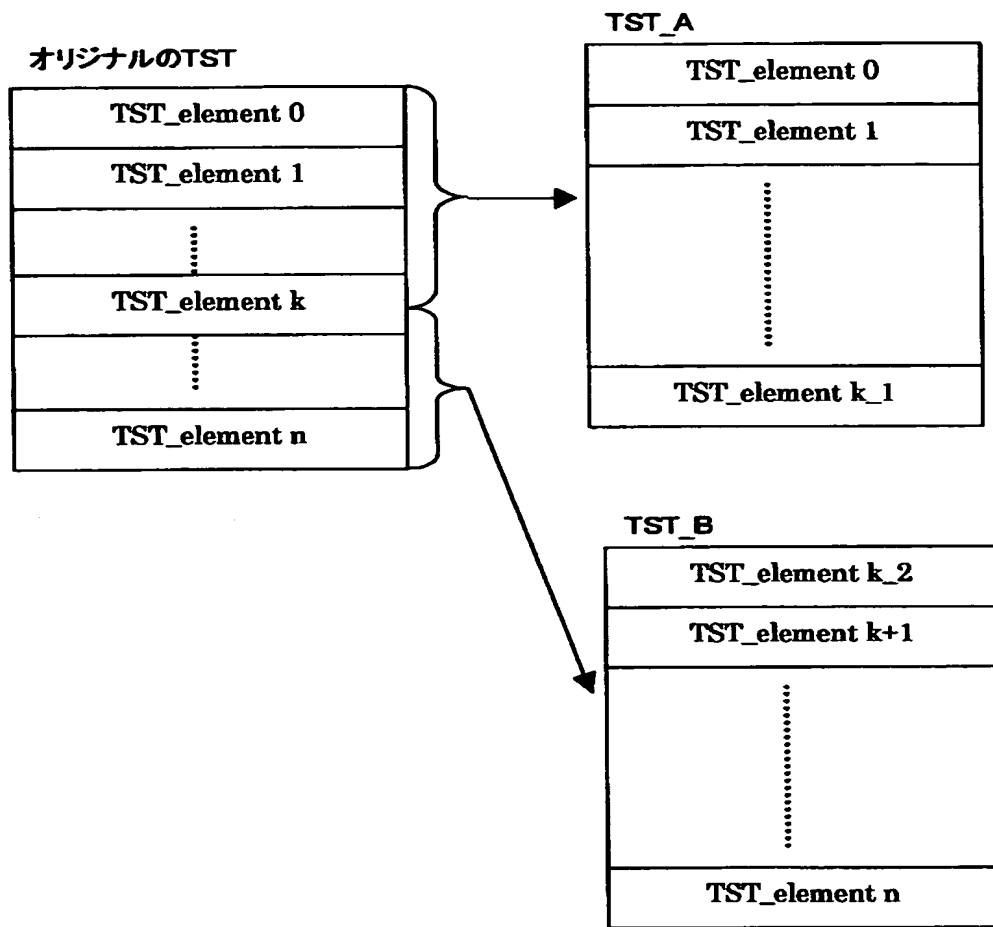 オリジナルのTST
TST_element 0
TST_element 1
TST_element k
TST_element n
TST_A
TST_element 0
TST_element 1
TST_element k_1
TST_B
TST_element k_2
TST_element k+1
TST_element n